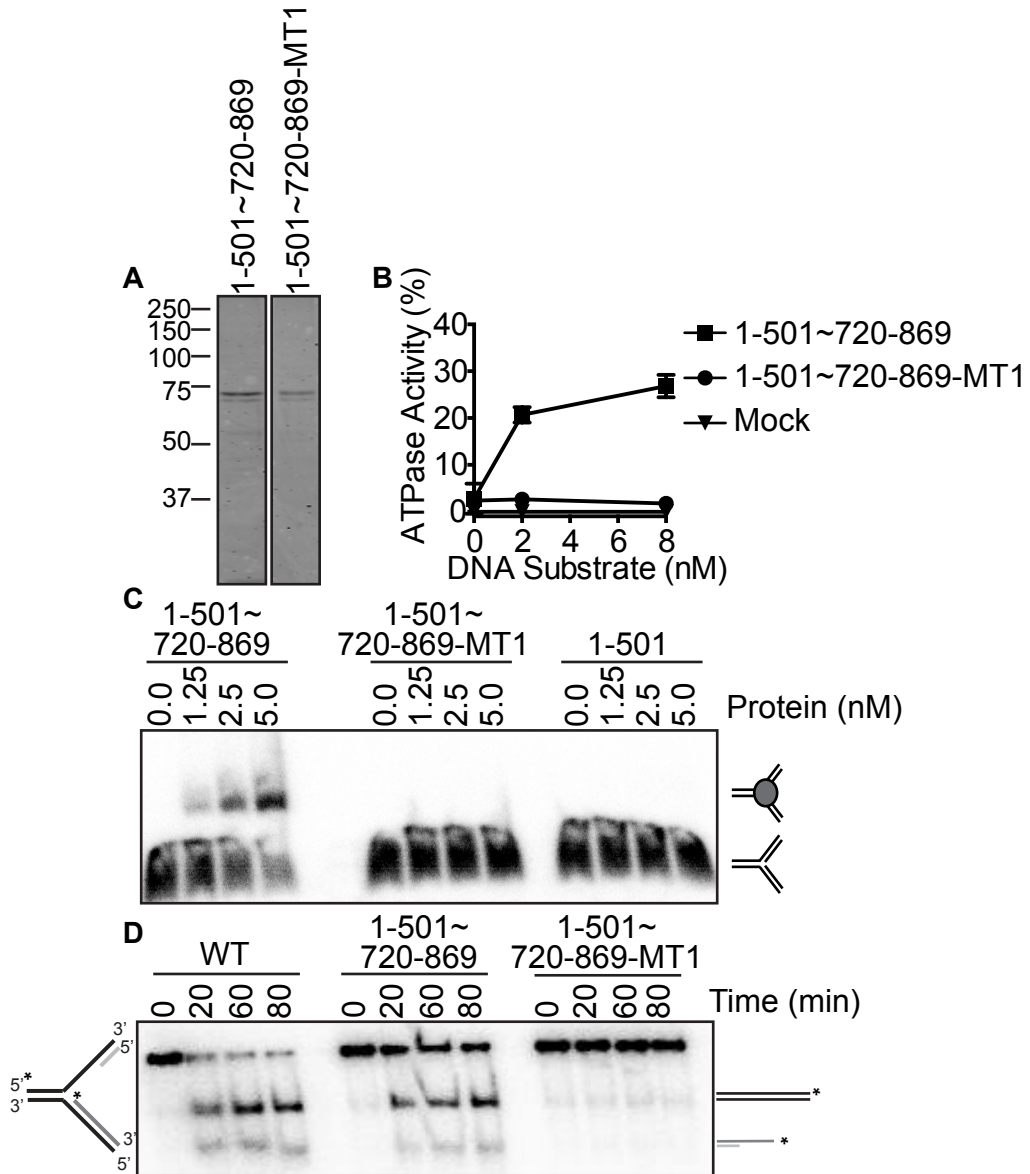 1-501~720-869
1-501~720-869-MT1
A
250
150
100
75
50
37
B
ATPase Activity (%)
40
30
20
10
0
0 2 4 6 8
DNA Substrate (nM)
1-501~720-869
1-501~720-869-MT1
Mock
C
1-501~
720-869
1-501~
720-869-MT1
1-501
0.0 1.25 2.5 5.0 0.0 1.25 2.5 5.0 0.0 1.25 2.5 5.0
Protein (nM)
D
WT
1-501~
720-869
1-501~
720-869-MT1
0 20 60 80 0 20 60 80 0 20 60 80
Time (min)
3'
5'
5'*
3'
*
3'
5'
*
*